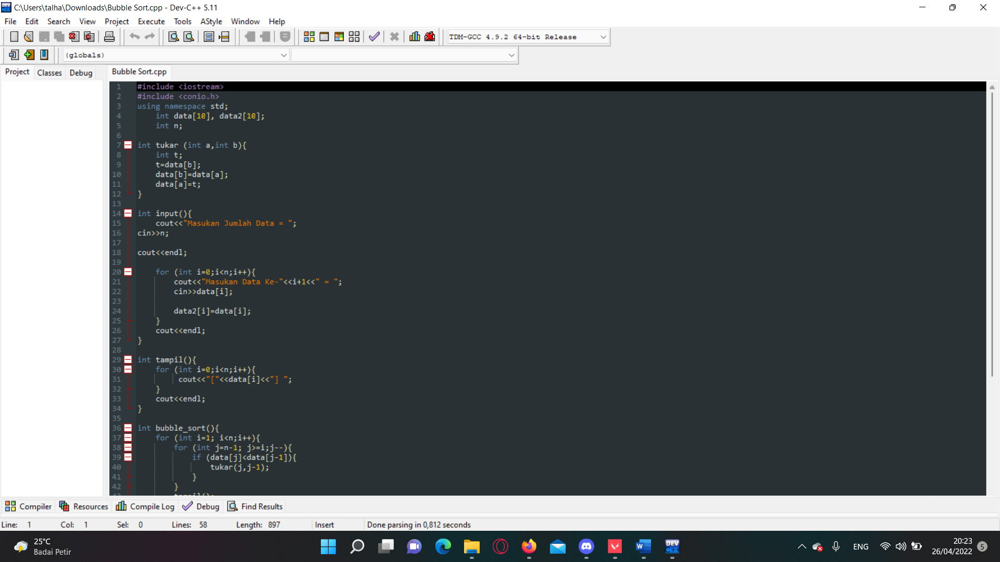 C:\Users\talha\Downloads\Bubble Sort.cpp - Dev-C++ 5.11
File Edit Search View Project Execute Tools AStyle Window Help
TDM-GCC 4.9.2 64-bit Release
(globals)
Project Classes Debug
Bubble Sort.cpp
1 #include <iostream>
2 #include <conio.h>
3 using namespace std;
4 int data[10], data2[10];
5 int n;
6
7 int tukar (int a,int b){
8 int t;
9 t=data[b];
10 data[b]=data[a];
11 data[a]=t;
12 }
13
14 int input(){
15 cout<<"Masukan Jumlah Data = ";
16 cin>>n;
17
18 cout<<endl;
19
20 for (int i=0;i<n;i++){
21 cout<<"Masukan Data Ke-"<<i+1<<" = ";
22 cin>>data[i];
23
24 data2[i]=data[i];
25 }
26 cout<<endl;
27 }
28
29 int tampil(){
30 for (int i=0;i<n;i++){
31 cout<<"["<<data[i]<<"] ";
32 }
33 cout<<endl;
34 }
35
36 int bubble_sort(){
37 for (int i=1; i<n;i++){
38 for (int j=n-1; j>=i;j--){
39 if (data[j]<data[j-1]){
40 tukar(j,j-1);
41 }
42 }
Compiler Resources Compile Log Debug Find Results
Line: 1 Col: 1 Sel: 0 Lines: 58 Length: 897 Insert Done parsing in 0,812 seconds
25°C
Badai Petir
DEV
C++
ENG
20:23
26/04/2022
5